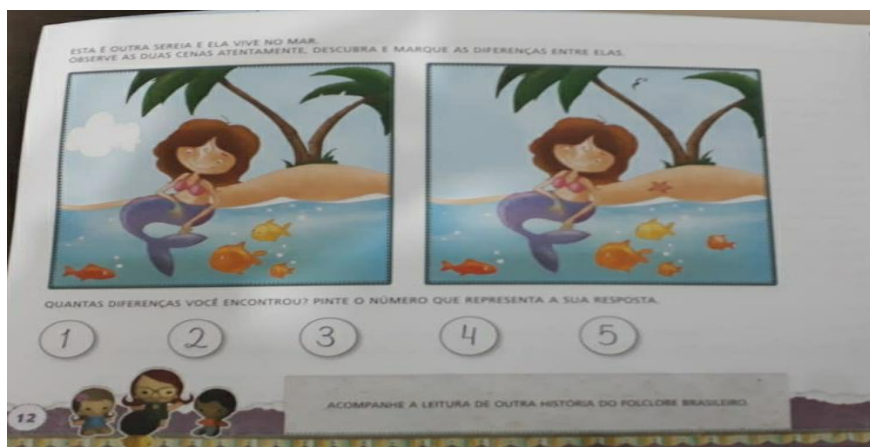 ESTA É OUTRA SEREIA E ELA VIVE NO MAR.
OBSERVE AS DUAS CENAS ATENTAMENTE, DESCUBRA E MARQUE AS DIFERENÇAS ENTRE ELAS.
QUANTAS DIFERENÇAS VOCÊ ENCONTROU? PINTE O NÚMERO QUE REPRESENTA A SUA RESPOSTA.
1 2 3 4 5
ACOMPANHE A LEITURA DE OUTRA HISTÓRIA DO FOLCLORE BRASILEIRO.
12